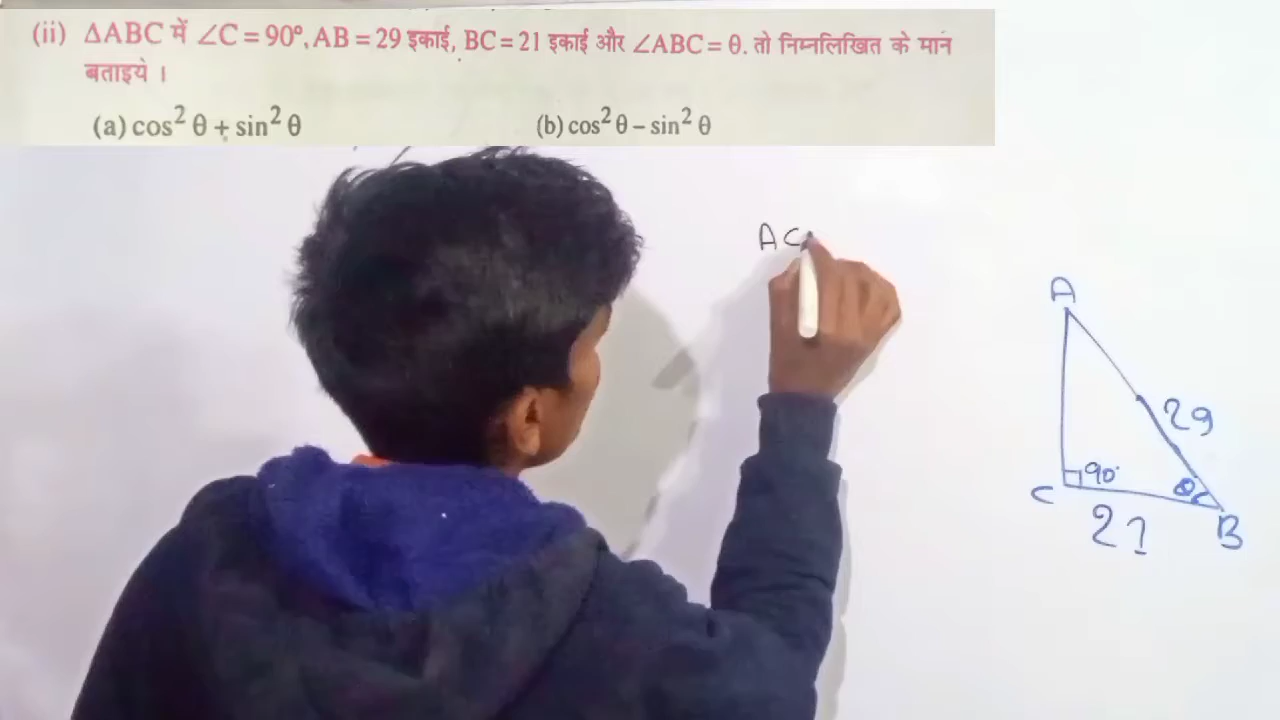 (ii) ΔABC में ∠C = 90°, AB = 29 इकाई, BC = 21 इकाई और ∠ABC = θ. तो निम्नलिखित के मान
बताइये ।
(a) cos² θ + sin² θ (b) cos² θ – sin² θ
AC
A
29
90°
C θ
21 B